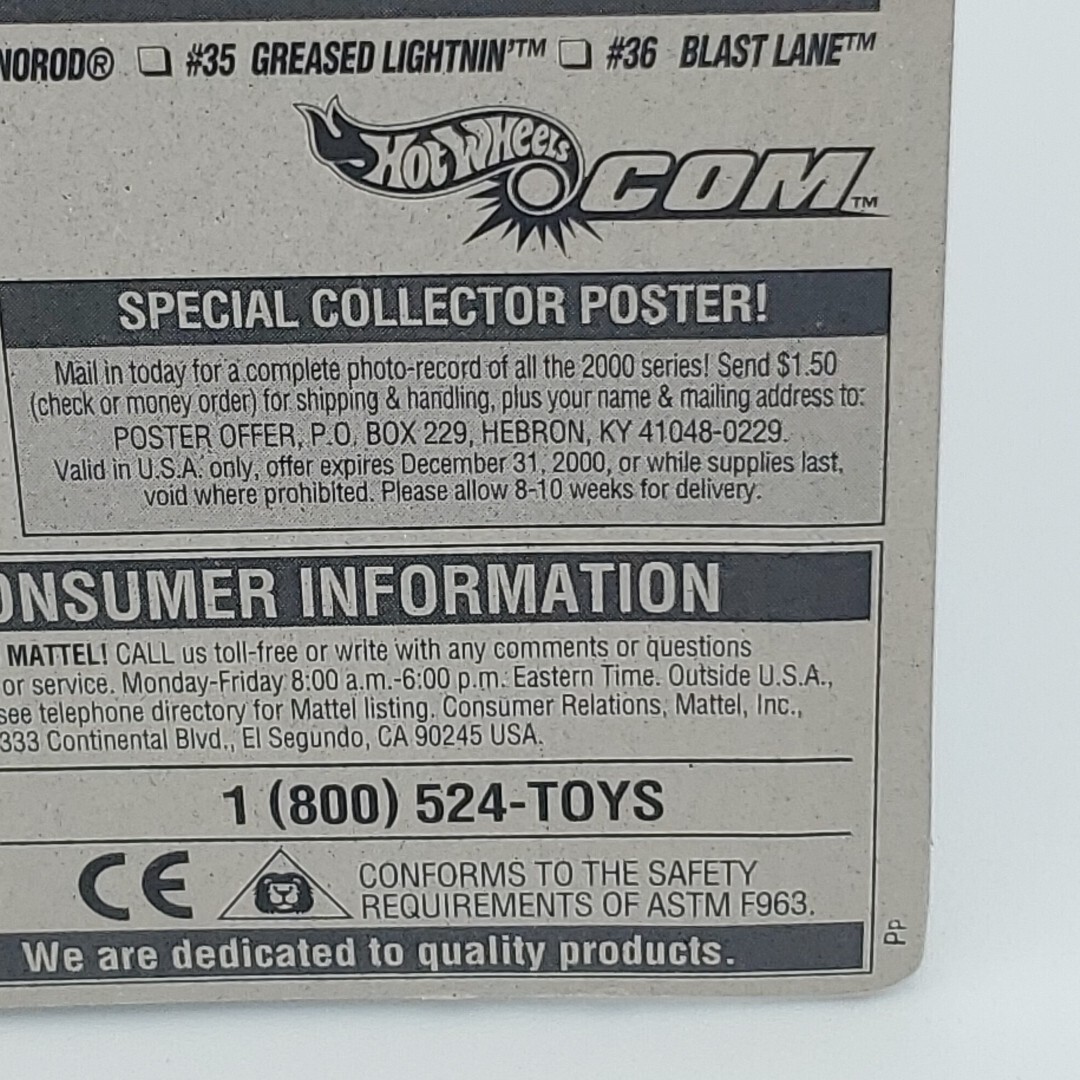 NOROD® #35 GREASED LIGHTNIN'™ #36 BLAST LANE™
Hot Wheels .COM™
SPECIAL COLLECTOR POSTER!
Mail in today for a complete photo-record of all the 2000 series! Send $1.50
(check or money order) for shipping & handling, plus your name & mailing address to:
POSTER OFFER, P.O. BOX 229, HEBRON, KY 41048-0229.
Valid in U.S.A. only, offer expires December 31, 2000, or while supplies last,
void where prohibited. Please allow 8-10 weeks for delivery.
ONSUMER INFORMATION
MATTEL! CALL us toll-free or write with any comments or questions
or service. Monday-Friday 8:00 a.m.-6:00 p.m. Eastern Time. Outside U.S.A.,
see telephone directory for Mattel listing. Consumer Relations, Mattel, Inc.,
333 Continental Blvd., El Segundo, CA 90245 USA.
1 (800) 524-TOYS
CE
CONFORMS TO THE SAFETY
REQUIREMENTS OF ASTM F963.
We are dedicated to quality products.
Pp